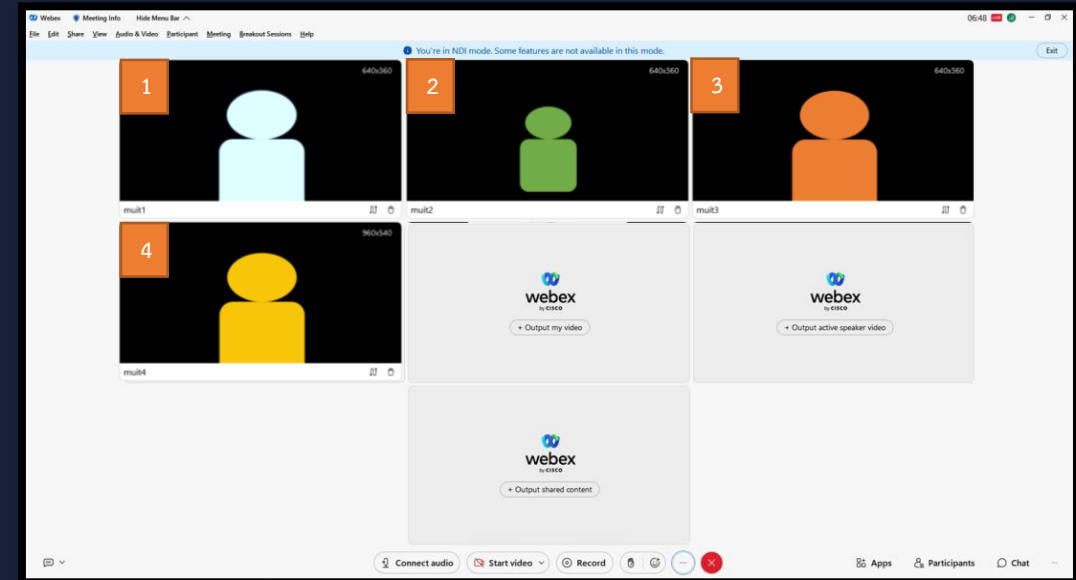 Webex Meeting Info Hide Menu Bar 06:48
File Edit Share View Audio & Video Participant Meeting Breakout Sessions Help
You're in NDI mode. Some features are not available in this mode. Exit
1 640x360 2 640x360 3 640x360
muit1 muit2 muit3
4 960x540
webex webex
by CISCO by CISCO
+ Output my video + Output active speaker video
muit4
webex
by CISCO
+ Output shared content
Connect audio Start video Record Apps Participants Chat